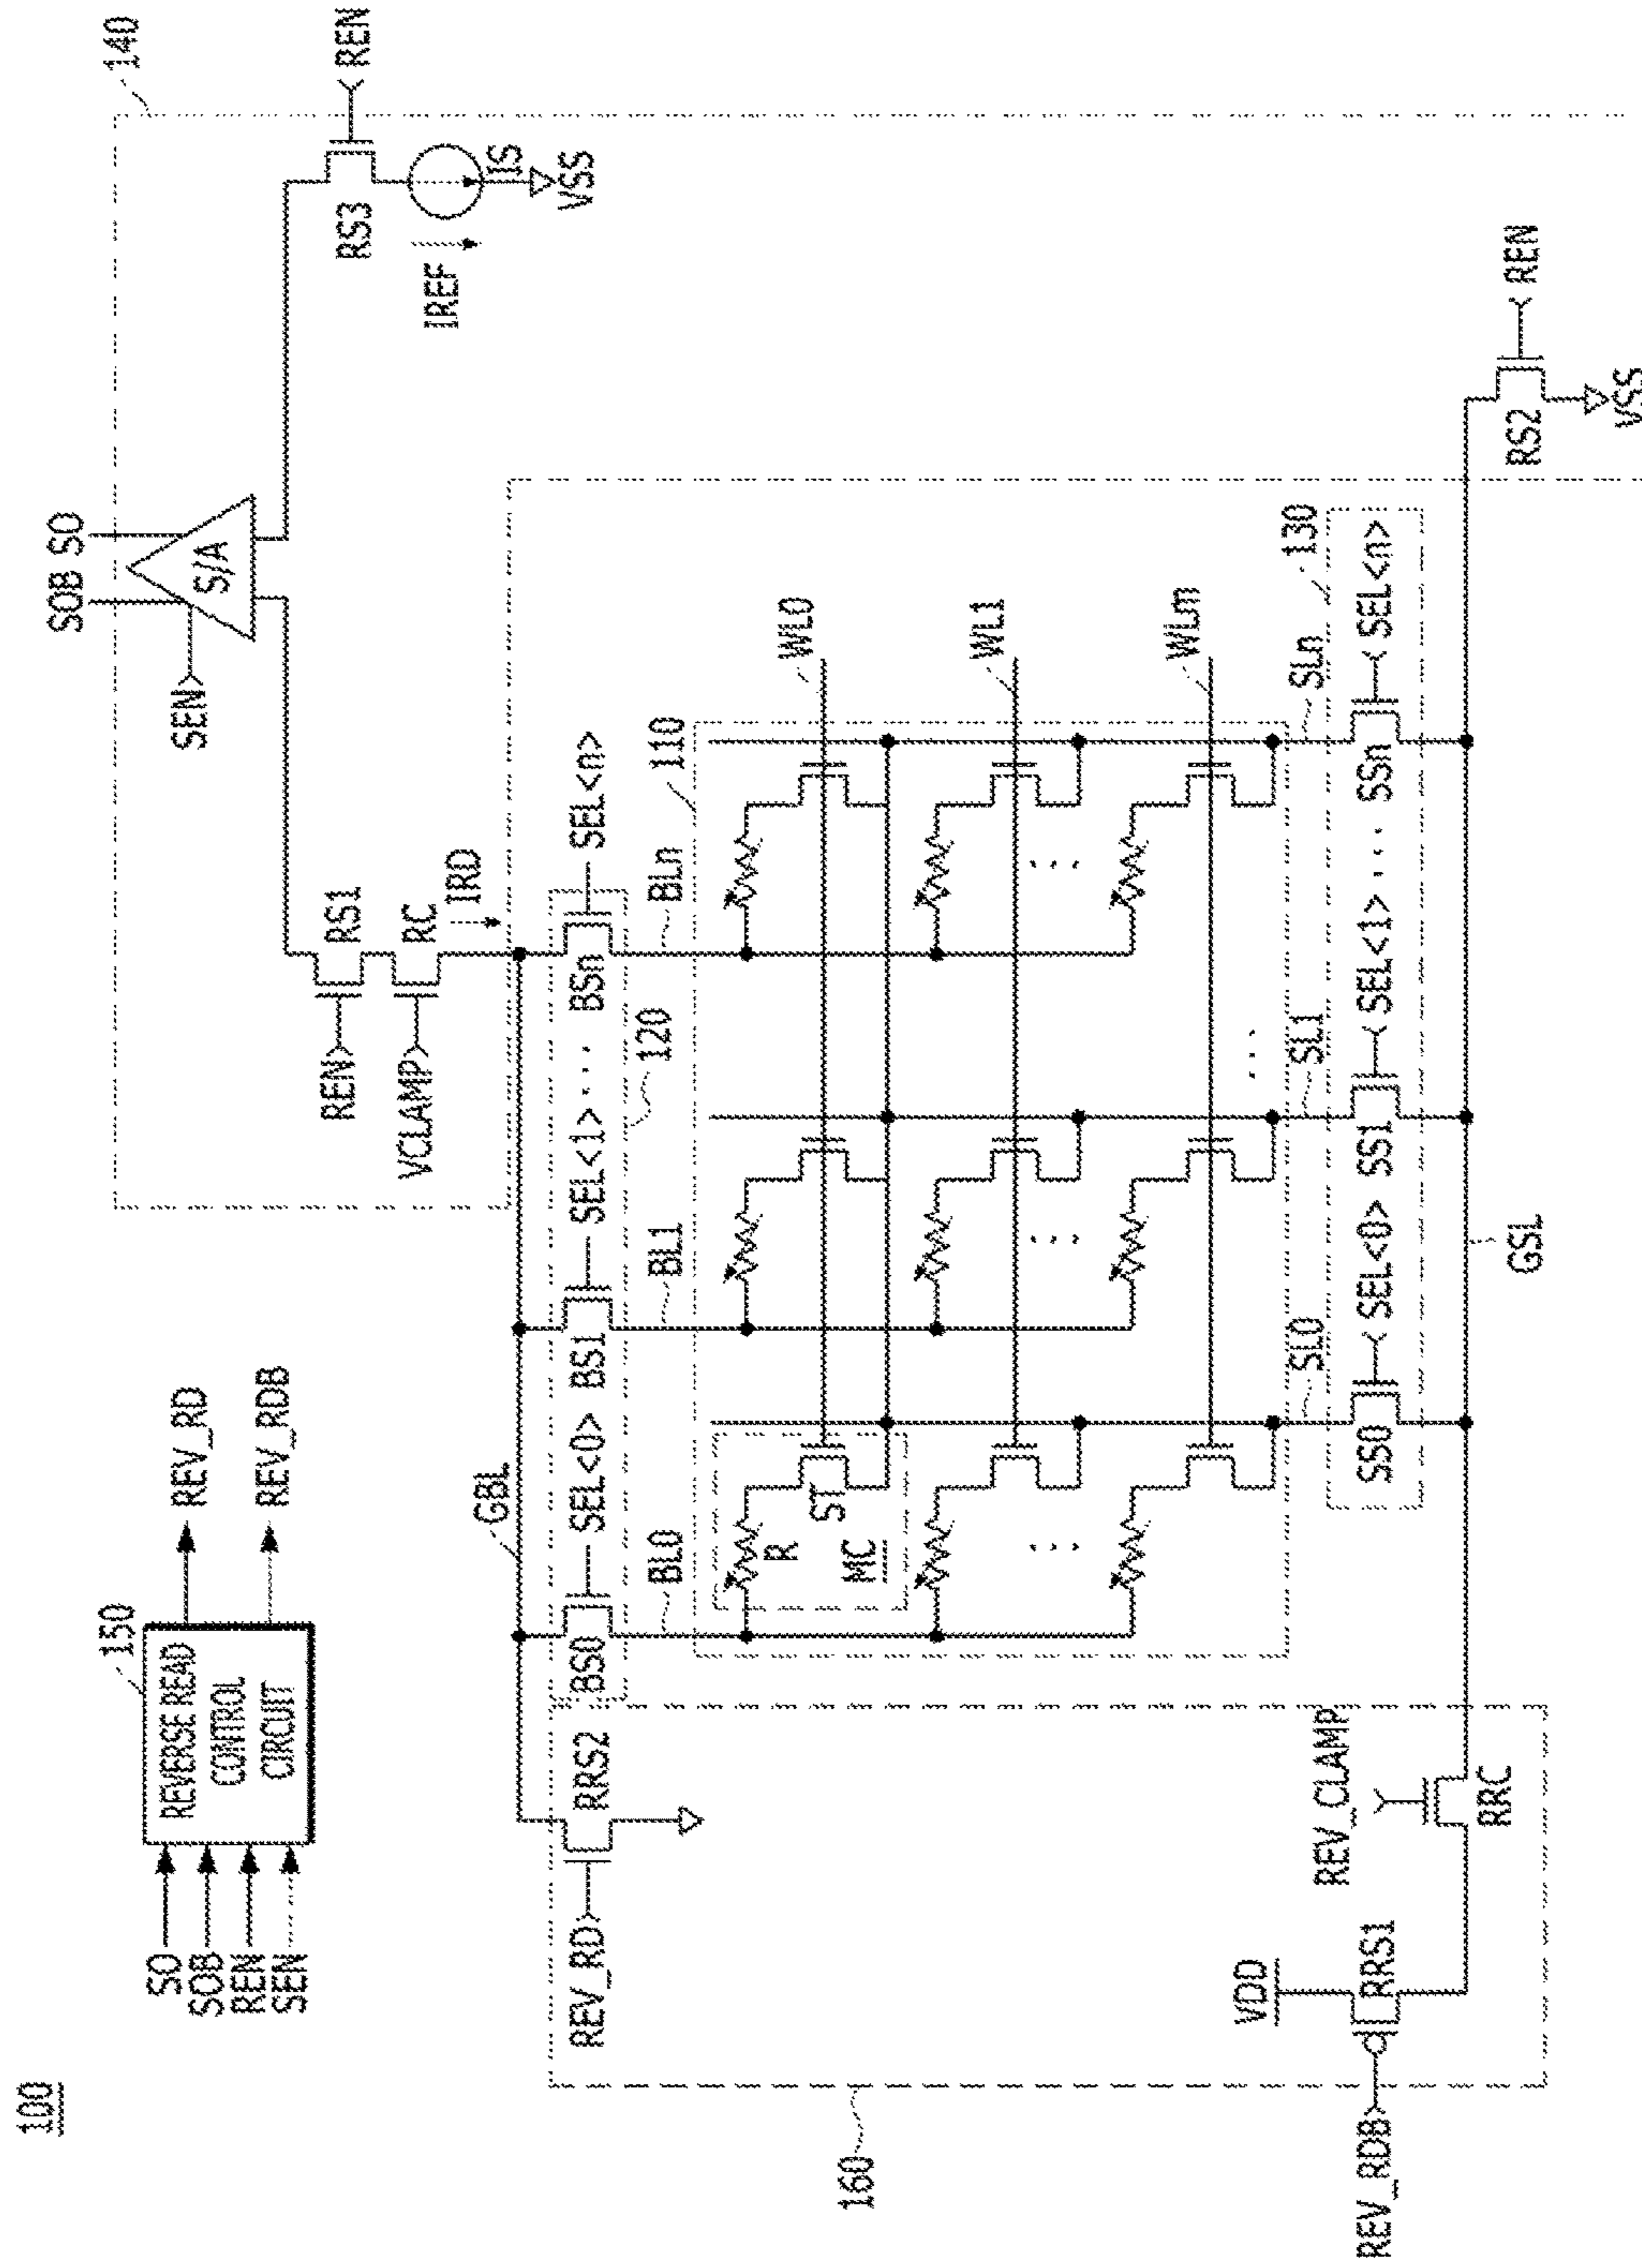 100
SO
SOB
REN
SEN
150
REVERSE READ
CONTROL
CIRCUIT
REV_RD
REV_RDB
SOB SO
140
SEN
S/A
REN
RS3
IREF
IS
VSS
REN
RS1
VCLAMP
RC
IRD
GBL
REV_RD
RRS2
BS0
SEL<0>
BS1
SEL<1>
...
BSn
SEL<n>
120
BL0
BL1
BLn
110
WL0
R
ST
MC
WL1
...
...
...
WLm
...
SL0
SL1
SLn
130
SS0
SEL<0>
SS1
SEL<1>
...
SSn
SEL<n>
160
VDD
REV_CLAMP
REV_RDB
RRS1
RRC
GSL
RS2
REN
VSS